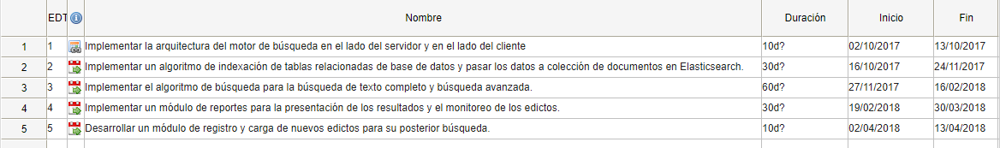 EDT Nombre Duración Inicio Fin
1 1 Implementar la arquitectura del motor de búsqueda en el lado del servidor y en el lado del cliente 10d? 02/10/2017 13/10/2017
2 2 Implementar un algoritmo de indexación de tablas relacionadas de base de datos y pasar los datos a colección de documentos en Elasticsearch. 30d? 16/10/2017 24/11/2017
3 3 Implementar el algoritmo de búsqueda para la búsqueda de texto completo y búsqueda avanzada. 60d? 27/11/2017 16/02/2018
4 4 Implementar un módulo de reportes para la presentación de los resultados y el monitoreo de los edictos. 30d? 19/02/2018 30/03/2018
5 5 Desarrollar un módulo de registro y carga de nuevos edictos para su posterior búsqueda. 10d? 02/04/2018 13/04/2018